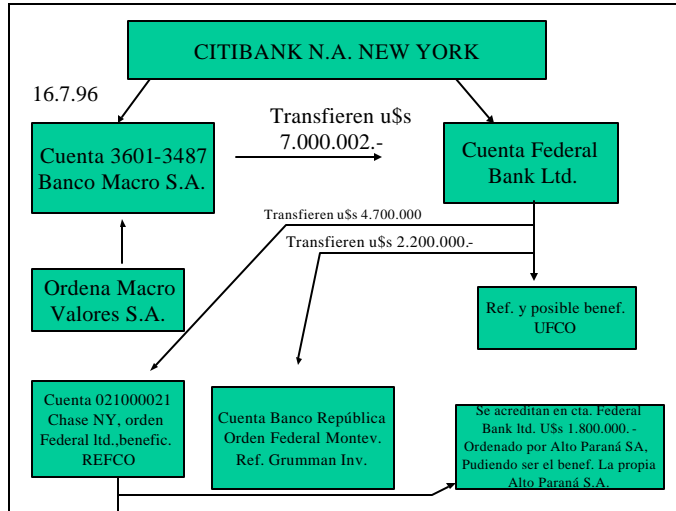 CITIBANK N.A. NEW YORK
16.7.96
Transfieren u$s
7.000.002.-
Cuenta 3601-3487
Banco Macro S.A.
Cuenta Federal
Bank Ltd.
Transfieren u$s 4.700.000
Transfieren u$s 2.200.000.-
Ordena Macro
Valores S.A.
Ref. y posible benef.
UFCO
Cuenta 021000021
Chase NY, orden
Federal ltd.,benefic.
REFCO
Cuenta Banco República
Orden Federal Montev.
Ref. Grumman Inv.
Se acreditan en cta. Federal
Bank ltd. U$s 1.800.000.-
Ordenado por Alto Paraná SA,
Pudiendo ser el benef. La propia
Alto Paraná S.A.